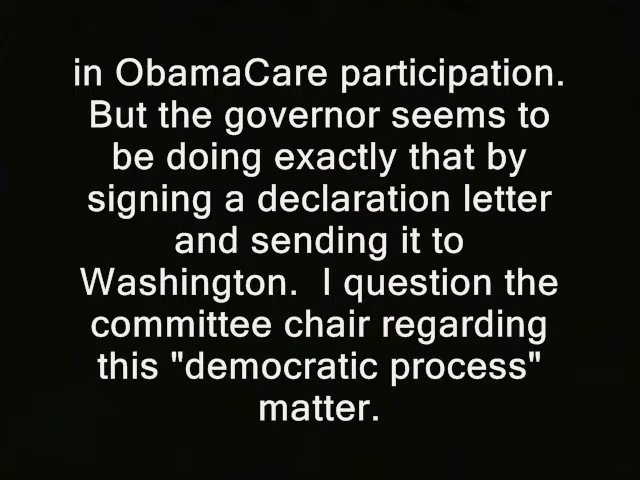 in ObamaCare participation.
But the governor seems to
be doing exactly that by
signing a declaration letter
and sending it to
Washington.  I question the
committee chair regarding
this "democratic process"
matter.